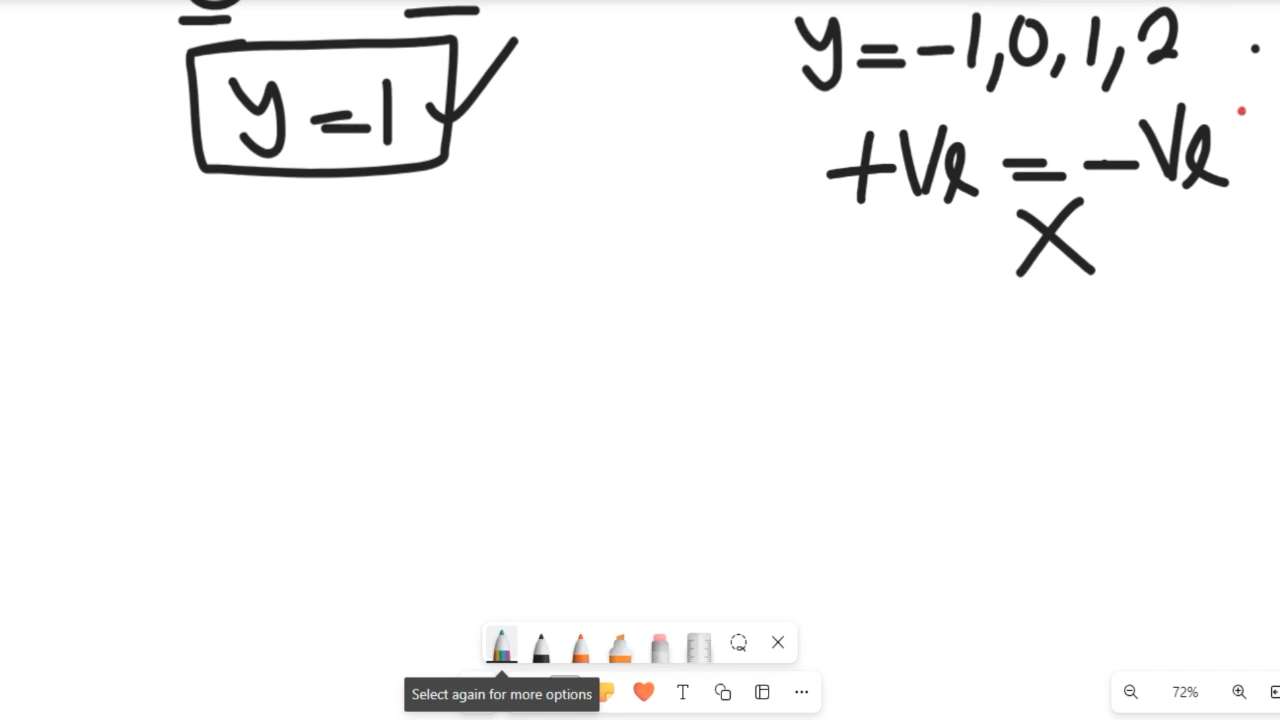 y = 1
y = -1, 0, 1, 2 .
+ve = -ve
X
Select again for more options
T
72%